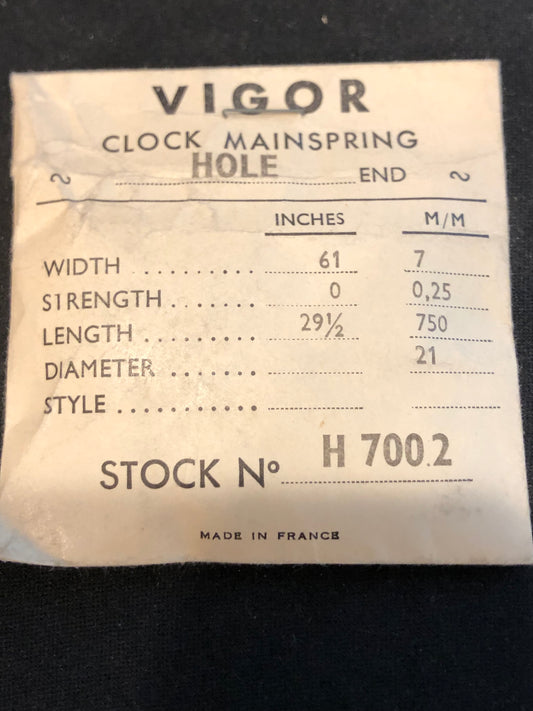 VIGOR
CLOCK MAINSPRING
HOLE END
INCHES M/M
WIDTH .......... 61 7
STRENGTH ........ 0 0,25
LENGTH .......... 29½ 750
DIAMETER ....... 21
STYLE ...........
STOCK Nº H 700.2
MADE IN FRANCE